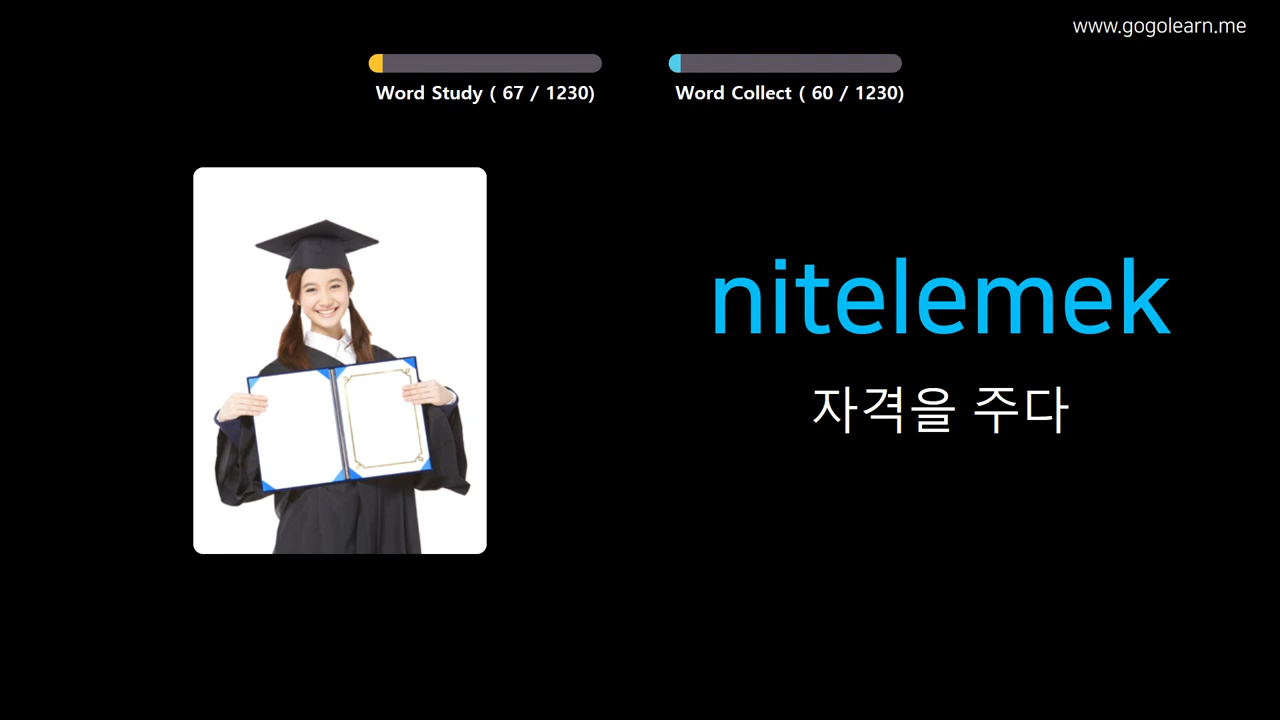 www.gogolearn.me
Word Study ( 67 / 1230)
Word Collect ( 60 / 1230)
nitelemek
자격을 주다